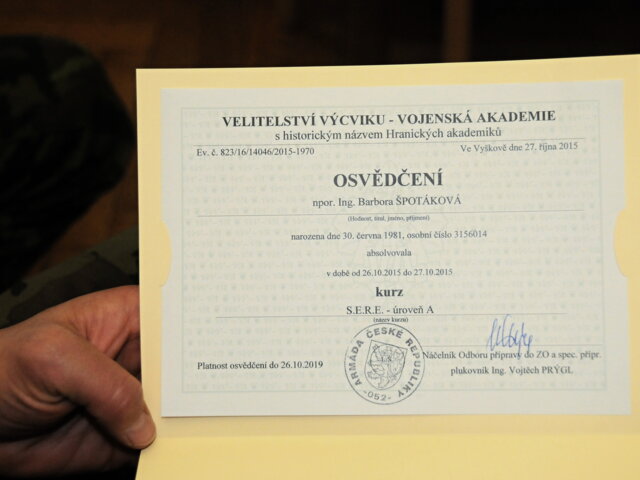 VELITELSTVÍ VÝCVIKU - VOJENSKÁ AKADEMIE
s historickým názvem Hranických akademiků
Ev. č. 823/16/14046/2015-1970
Ve Vyškově dne 27. října 2015
OSVĚDČENÍ
npor. Ing. Barbora ŠPOTÁKOVÁ
(Hodnost, titul, jméno, příjmení)
narozena dne 30. června 1981, osobní číslo 3156014
absolvovala
v době od 26.10.2015 do 27.10.2015
kurz
S.E.R.E. - úroveň A
(název kurzu)
ARMÁDA ČESKÉ REPUBLIKY
-052-
Náčelník Odboru přípravy do ZO a spec. přípr.
Platnost osvědčení do 26.10.2019
plukovník Ing. Vojtěch PRÝGL